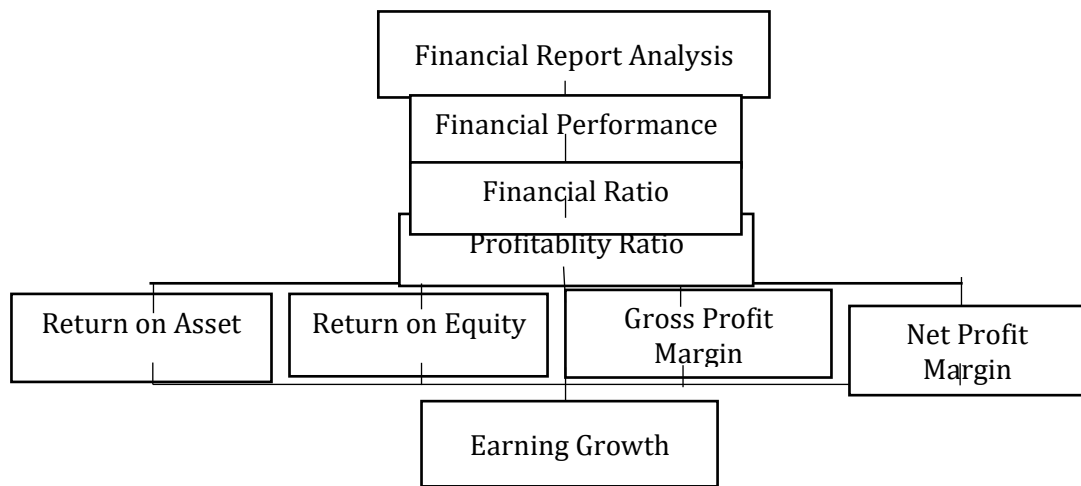 Financial Report Analysis
Financial Performance
Financial Ratio
Profitablity Ratio
Return on Asset
Return on Equity
Gross Profit
Margin
Net Profit
Margin
Earning Growth